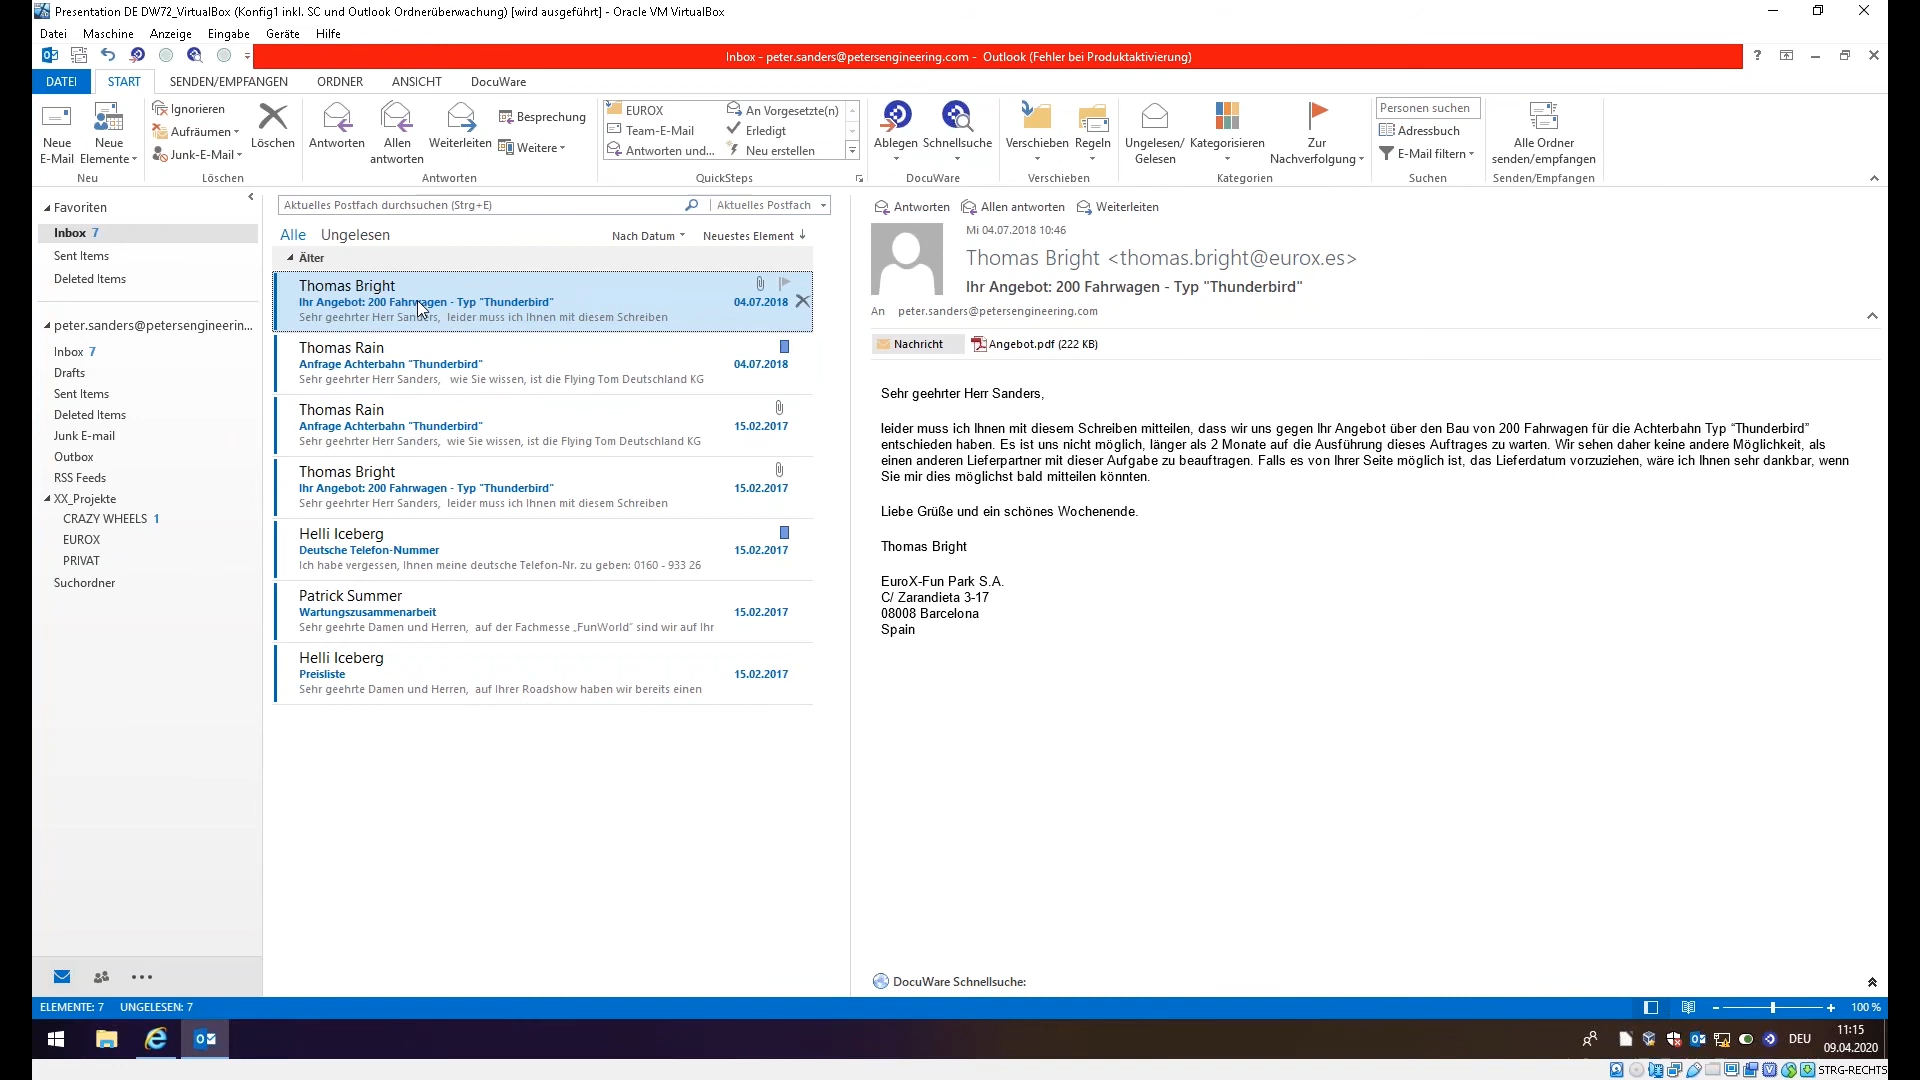 Presentation DE DW72_VirtualBox (Konfig1 inkl. SC und Outlook Ordnerüberwachung) [wird ausgeführt] - Oracle VM VirtualBox
Datei Maschine Anzeige Eingabe Geräte Hilfe
Inbox - peter.sanders@petersengineering.com - Outlook (Fehler bei Produktaktivierung)
DATEI START SENDEN/EMPFANGEN ORDNER ANSICHT DocuWare
Neue E-Mail
Neue Elemente
Neu
Ignorieren
Aufräumen
Junk-E-Mail
Löschen
Löschen
Antworten
Allen antworten
Weiterleiten
Besprechung
Weitere
Antworten
EUROX
Team-E-Mail
Antworten und...
An Vorgesetzte(n)
Erledigt
Neu erstellen
QuickSteps
Ablegen
Schnellsuche
DocuWare
Verschieben
Regeln
Verschieben
Ungelesen/ Gelesen
Kategorisieren
Zur Nachverfolgung
Kategorien
Personen suchen
Adressbuch
E-Mail filtern
Suchen
Alle Ordner senden/empfangen
Senden/Empfangen
Favoriten
Inbox 7
Sent Items
Deleted Items
peter.sanders@petersengineerin...
Inbox 7
Drafts
Sent Items
Deleted Items
Junk E-mail
Outbox
RSS Feeds
XX_Projekte
CRAZY WHEELS 1
EUROX
PRIVAT
Suchordner
Aktuelles Postfach durchsuchen (Strg+E) Aktuelles Postfach
Alle Ungelesen Nach Datum Neuestes Element
Älter
Thomas Bright
Ihr Angebot: 200 Fahrwagen - Typ "Thunderbird" 04.07.2018
Sehr geehrter Herr Sanders, leider muss ich Ihnen mit diesem Schreiben
Thomas Rain
Anfrage Achterbahn "Thunderbird" 04.07.2018
Sehr geehrter Herr Sanders, wie Sie wissen, ist die Flying Tom Deutschland KG
Thomas Rain
Anfrage Achterbahn "Thunderbird" 15.02.2017
Sehr geehrter Herr Sanders, wie Sie wissen, ist die Flying Tom Deutschland KG
Thomas Bright
Ihr Angebot: 200 Fahrwagen - Typ "Thunderbird" 15.02.2017
Sehr geehrter Herr Sanders, leider muss ich Ihnen mit diesem Schreiben
Helli Iceberg
Deutsche Telefon-Nummer 15.02.2017
Ich habe vergessen, Ihnen meine deutsche Telefon-Nr. zu geben: 0160 - 933 26
Patrick Summer
Wartungszusammenarbeit 15.02.2017
Sehr geehrte Damen und Herren, auf der Fachmesse „FunWorld" sind wir auf Ihr
Helli Iceberg
Preisliste 15.02.2017
Sehr geehrte Damen und Herren, auf Ihrer Roadshow haben wir bereits einen
Antworten Allen antworten Weiterleiten
Mi 04.07.2018 10:46
Thomas Bright <thomas.bright@eurox.es>
Ihr Angebot: 200 Fahrwagen - Typ "Thunderbird"
An peter.sanders@petersengineering.com
Nachricht Angebot.pdf (222 KB)
Sehr geehrter Herr Sanders,
leider muss ich Ihnen mit diesem Schreiben mitteilen, dass wir uns gegen Ihr Angebot über den Bau von 200 Fahrwagen für die Achterbahn Typ "Thunderbird"
entschieden haben. Es ist uns nicht möglich, länger als 2 Monate auf die Ausführung dieses Auftrages zu warten. Wir sehen daher keine andere Möglichkeit, als
einen anderen Lieferpartner mit dieser Aufgabe zu beauftragen. Falls es von Ihrer Seite möglich ist, das Lieferdatum vorzuziehen, wäre ich Ihnen sehr dankbar, wenn
Sie mir dies möglichst bald mitteilen könnten.
Liebe Grüße und ein schönes Wochenende.
Thomas Bright
EuroX-Fun Park S.A.
C/ Zarandieta 3-17
08008 Barcelona
Spain
DocuWare Schnellsuche:
ELEMENTE: 7 UNGELESEN: 7 100 %
DEU
11:15
09.04.2020
STRG-RECHTS